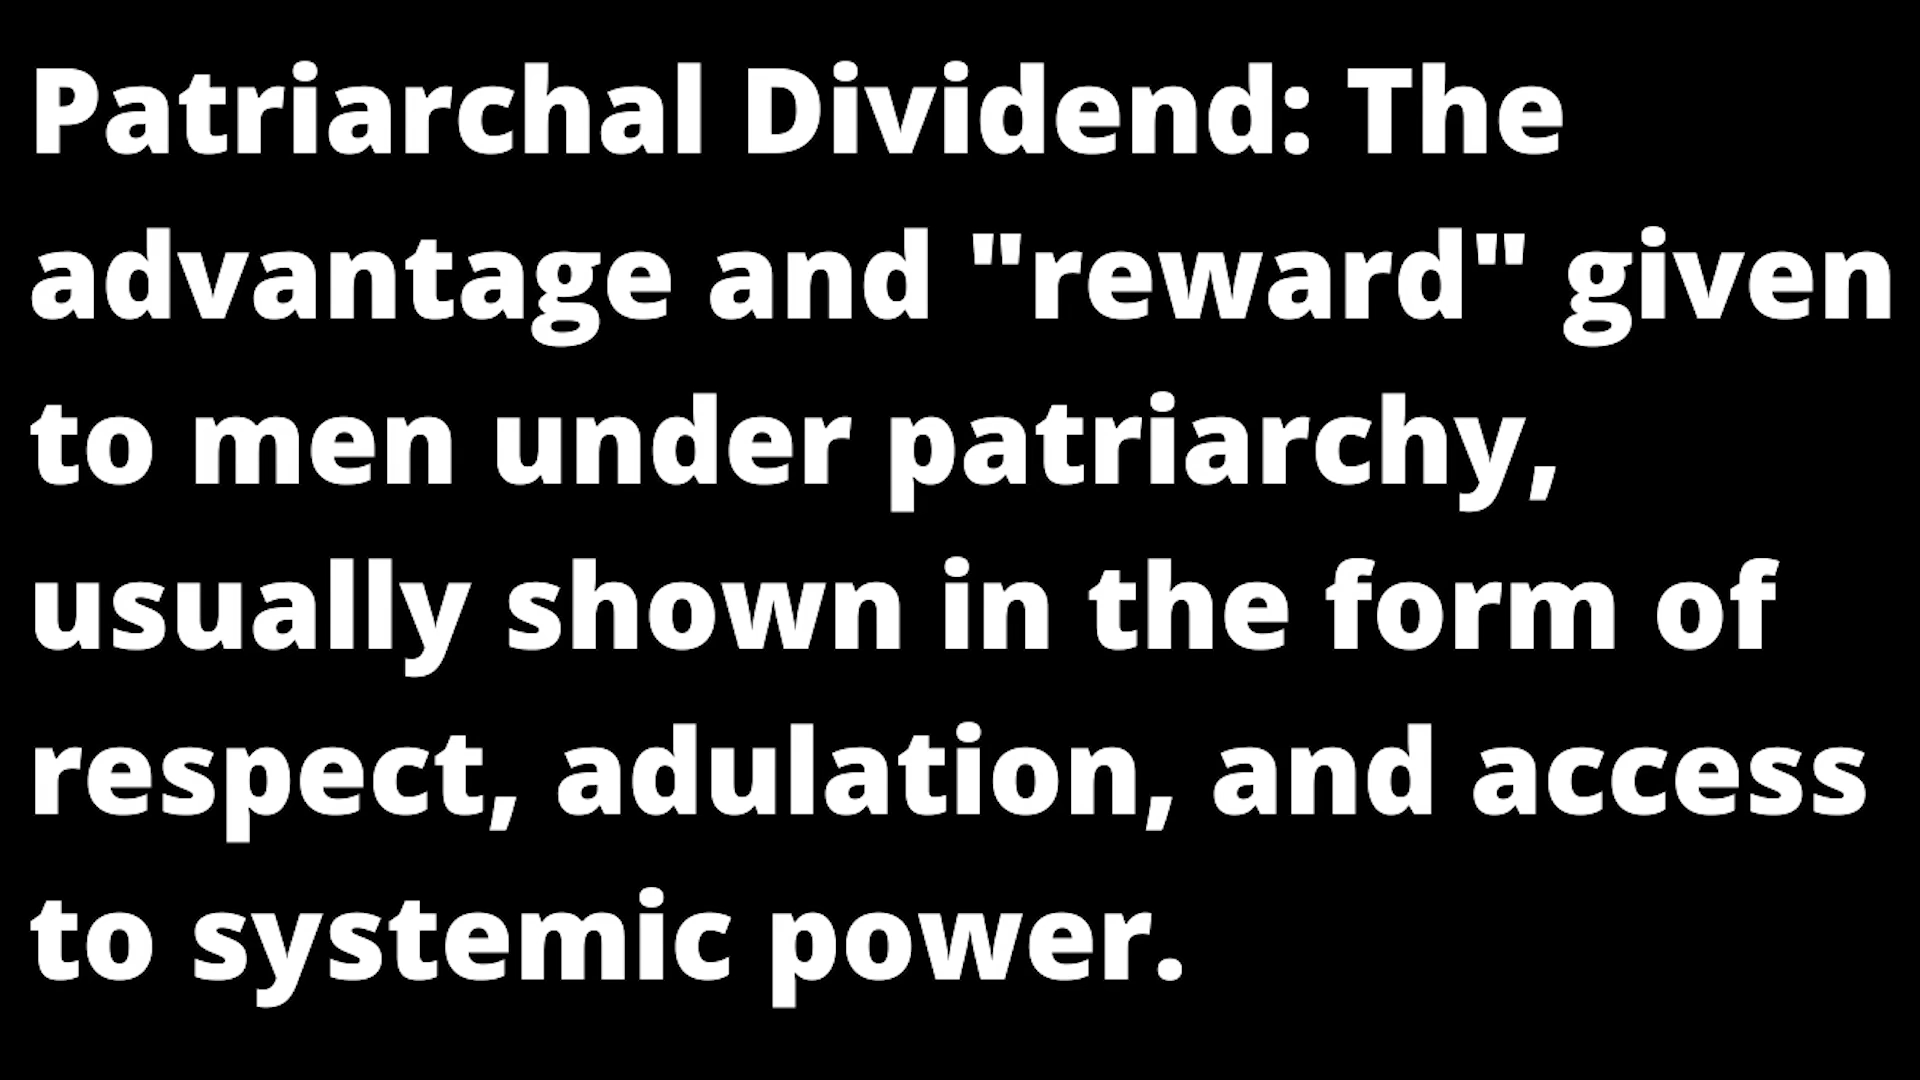 Patriarchal Dividend: The
advantage and "reward" given
to men under patriarchy,
usually shown in the form of
respect, adulation, and access
to systemic power.